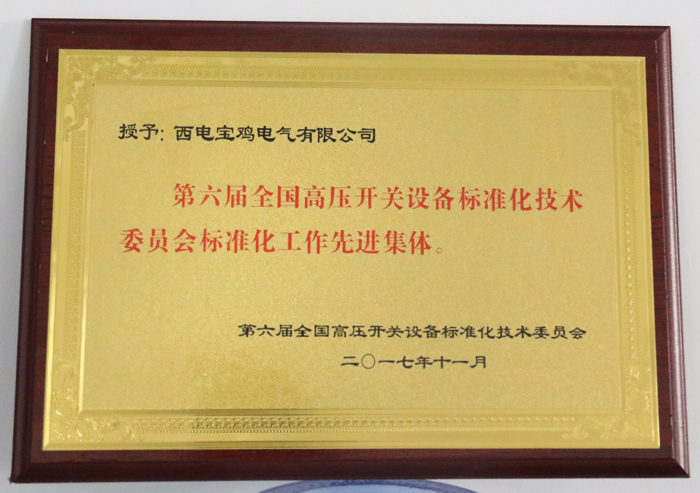 授予：西电宝鸡电气有限公司
第六届全国高压开关设备标准化技术
委员会标准化工作先进集体。
第六届全国高压开关设备标准化技术委员会
二〇一七年十一月